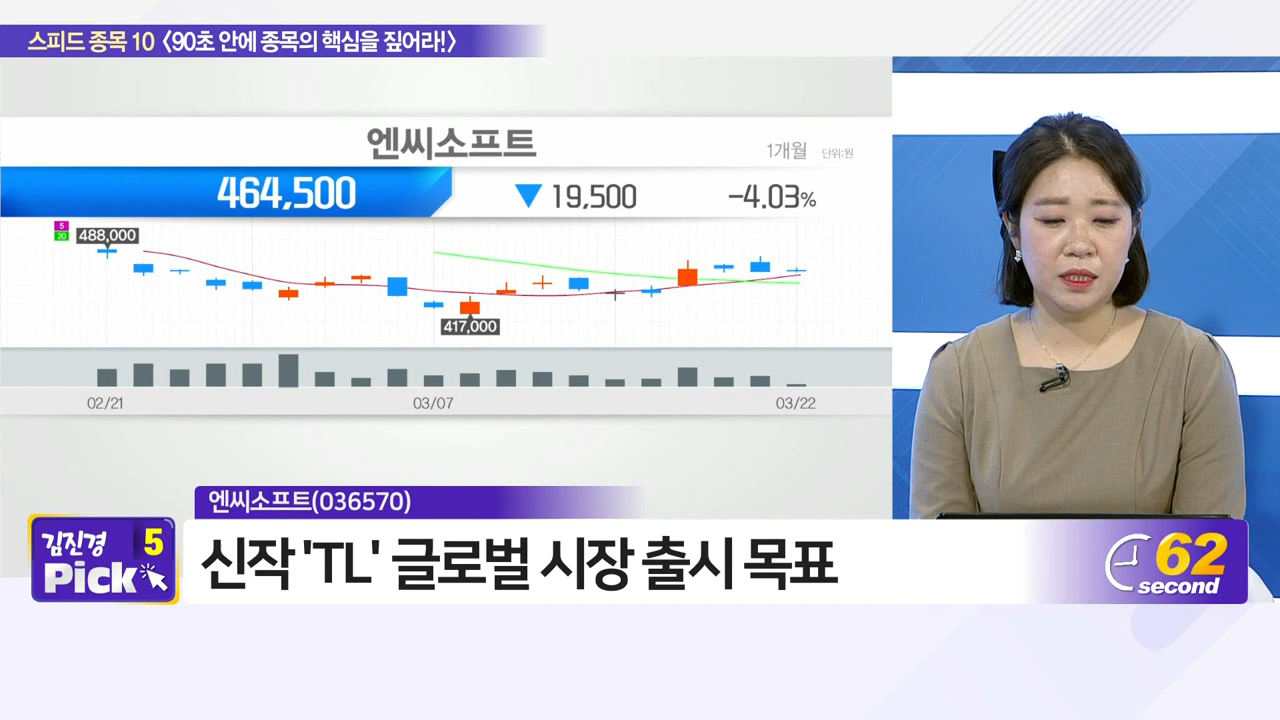 스피드 종목 10 〈90초 안에 종목의 핵심을 짚어라!〉
엔씨소프트
1개월 단위:원
464,500 ▼ 19,500 -4.03%
5
20
488,000
417,000
02/21 03/07 03/22
엔씨소프트(036570)
김진경 5
Pick
신작 'TL' 글로벌 시장 출시 목표
62
second